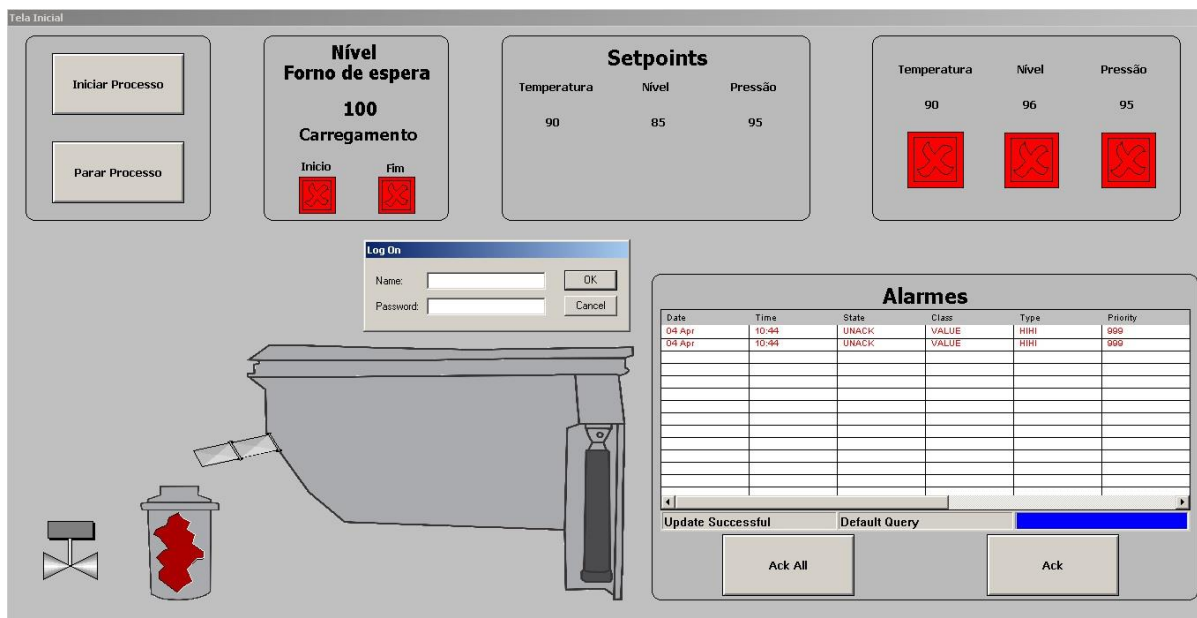 Tela Inicial
Iniciar Processo
Parar Processo
Nível
Forno de espera
100
Carregamento
Inicio Fim
Setpoints
Temperatura Nível Pressão
90 85 95
Temperatura Nível Pressão
90 96 95
Log On
Name: OK
Password: Cancel
Alarmes
Date Time State Class Type Priority
04 Apr 10:44 UNACK VALUE HIHI 999
04 Apr 10:44 UNACK VALUE HIHI 999
Update Successful Default Query
Ack All Ack